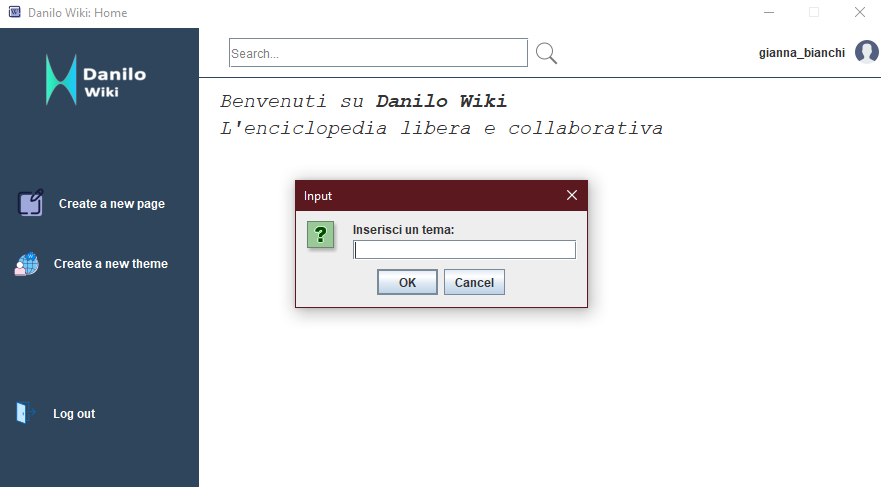 Danilo Wiki: Home
Search...
gianna_bianchi
Danilo
Wiki
Benvenuti su Danilo Wiki
L'enciclopedia libera e collaborativa
Create a new page
Create a new theme
Log out
Input
Inserisci un tema:
OK
Cancel